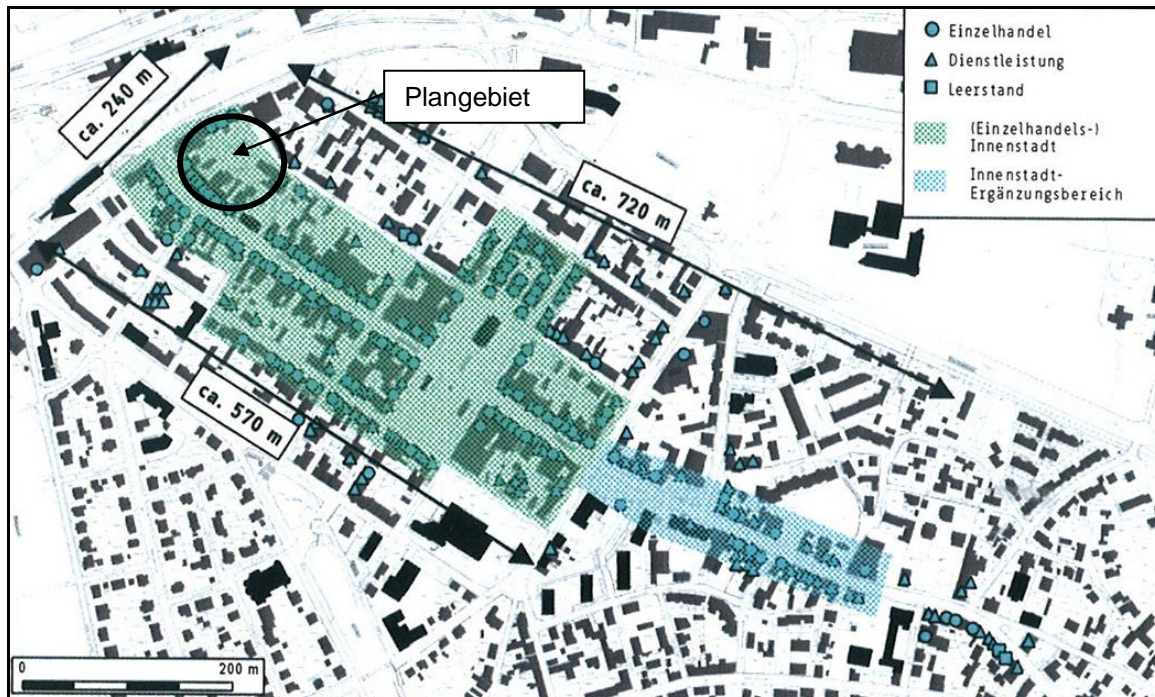 Einzelhandel
Dienstleistung
Leerstand
(Einzelhandels-)
Innenstadt
Innenstadt-
Ergänzungsbereich
Plangebiet
ca. 240 m
ca. 720 m
ca. 570 m
0 200 m